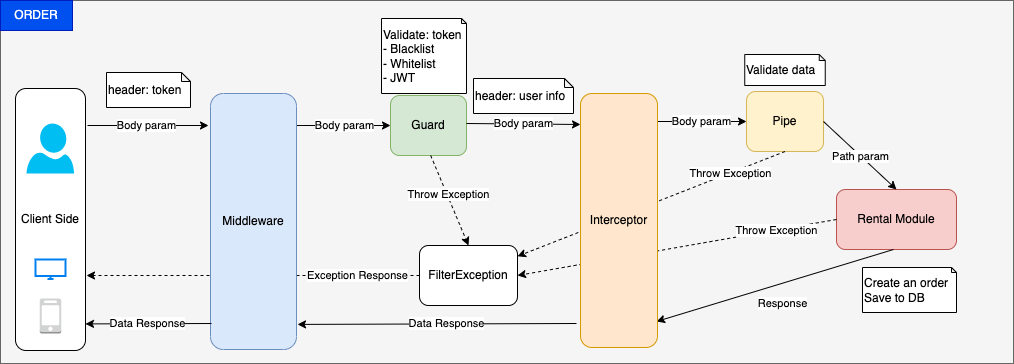 ORDER
Validate: token
- Blacklist
- Whitelist
- JWT
Validate data
header: token
header: user info
Body param
Body param
Guard
Body param
Body param
Pipe
Path param
Throw Exception
Throw Exception
Client Side
Middleware
Interceptor
Rental Module
Throw Exception
Exception Response
FilterException
Create an order
Save to DB
Response
Data Response
Data Response